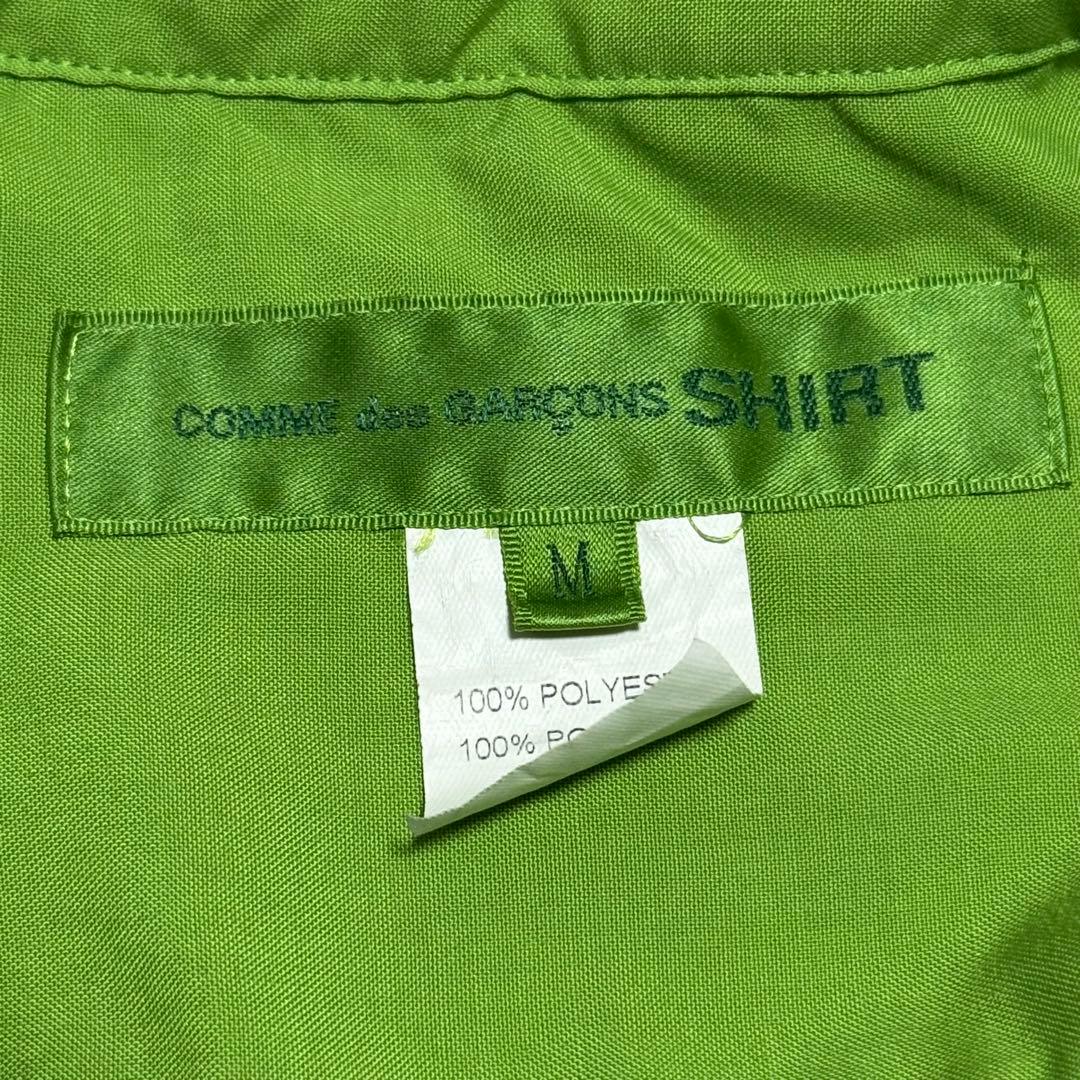 COMME des GARÇONS SHIRT
M
100% POLYES
100% PO